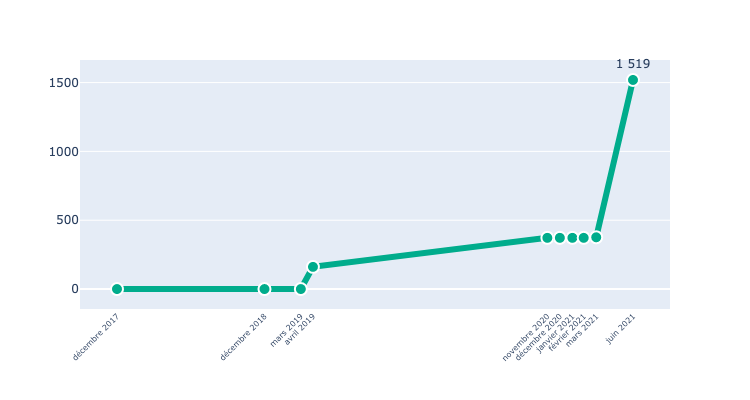 1 519
1500
1000
500
0
décembre 2017
décembre 2018
mars 2019
avril 2019
novembre 2020
décembre 2020
janvier 2021
février 2021
mars 2021
juin 2021